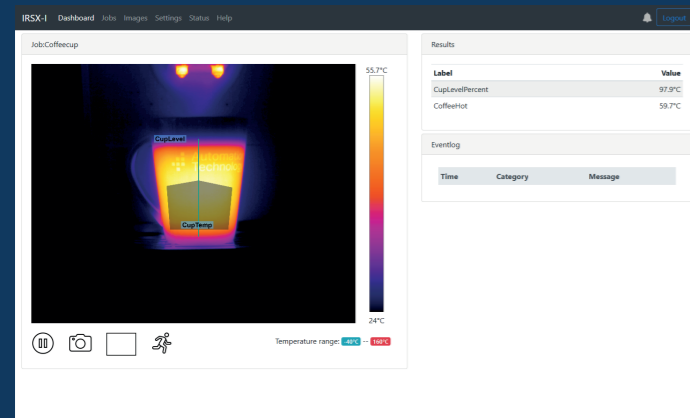 IRSX-I Dashboard Jobs Images Settings Status Help Logout
Job:Coffeecup
55.7°C
CupLevel
CupTemp
24°C
Temperature range: -40°C -- 160°C
Results
Label Value
CupLevelPercent 97.9°C
CoffeeHot 59.7°C
Eventlog
Time Category Message